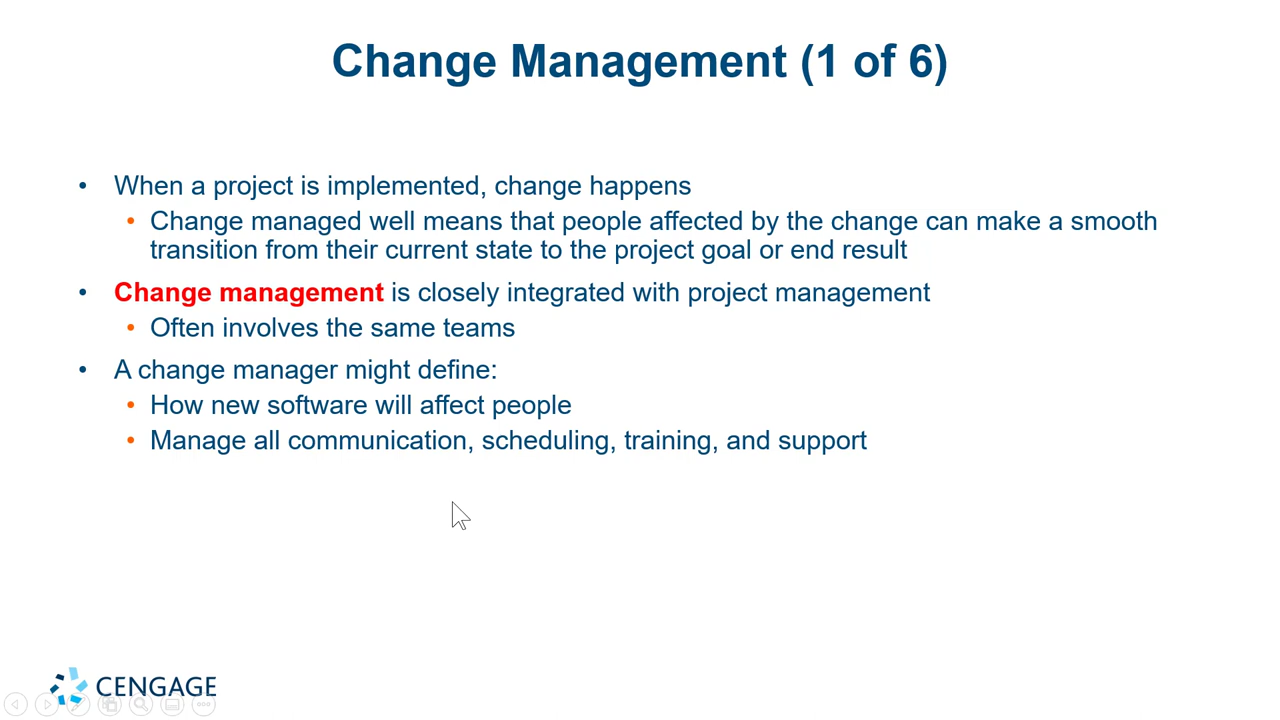 Change Management (1 of 6)
• When a project is implemented, change happens
• Change managed well means that people affected by the change can make a smooth
transition from their current state to the project goal or end result
• Change management is closely integrated with project management
• Often involves the same teams
• A change manager might define:
• How new software will affect people
• Manage all communication, scheduling, training, and support
CENGAGE